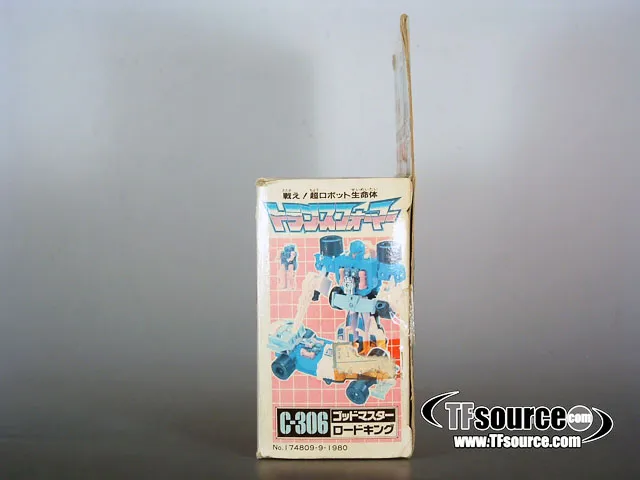 戦え!超ロボット生命体
トランスフォーマー
C-306
ゴッドマスター
ロードキング
No.174809-9-1980
TFsource.com
www.TFsource.com